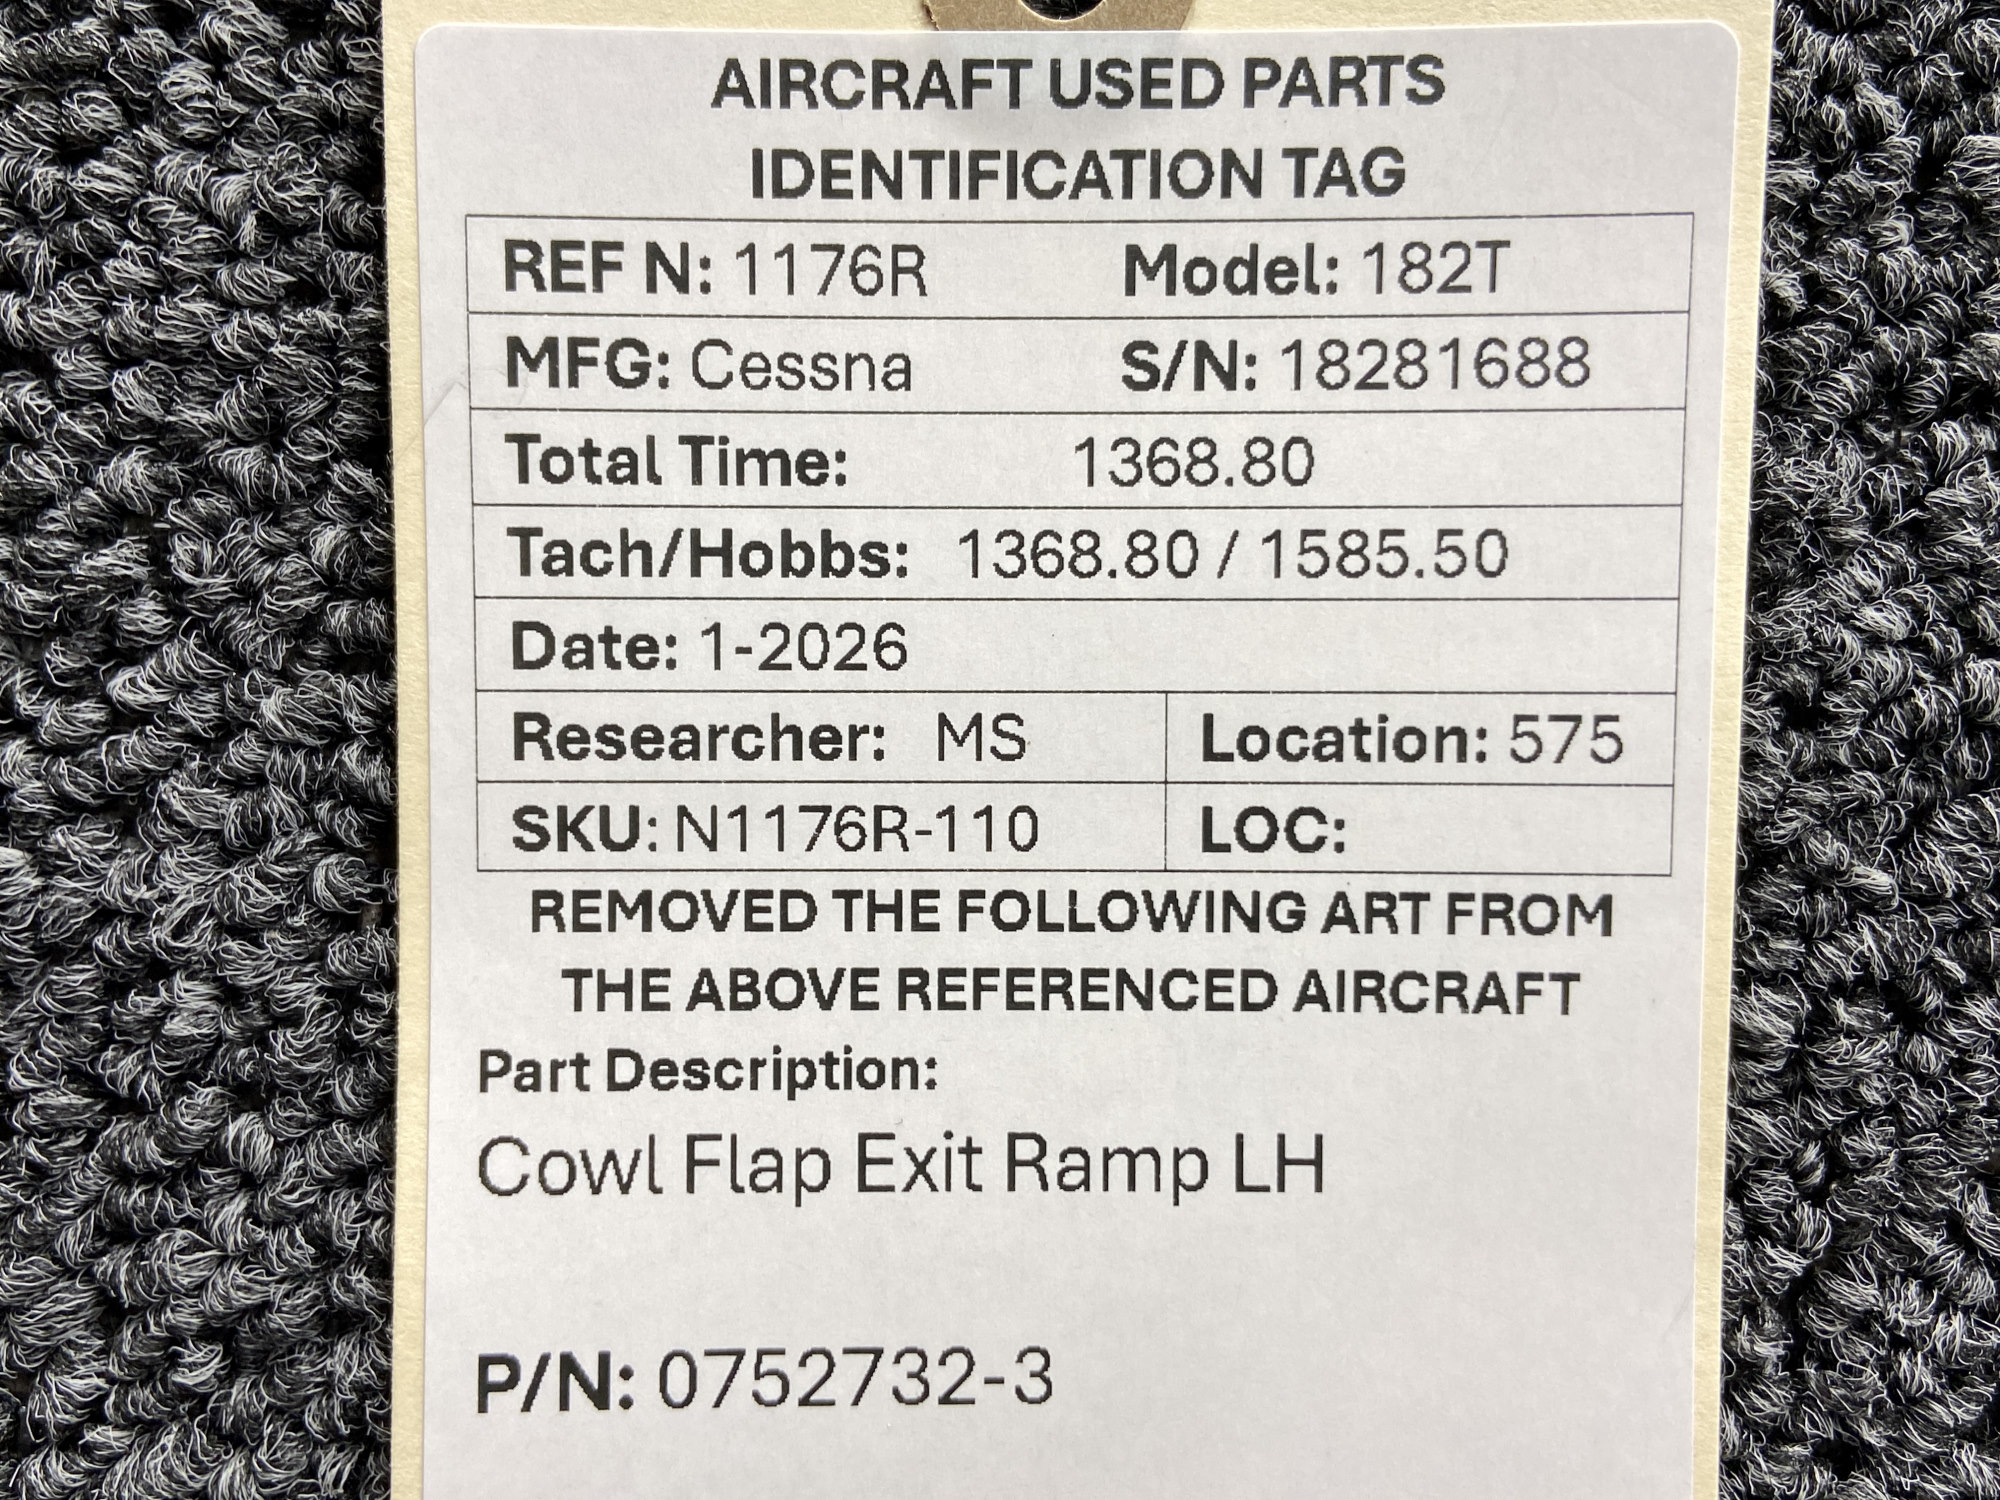 AIRCRAFT USED PARTS
IDENTIFICATION TAG
REF N: 1176R Model: 182T
MFG: Cessna S/N: 18281688
Total Time: 1368.80
Tach/Hobbs: 1368.80 / 1585.50
Date: 1-2026
Researcher: MS Location: 575
SKU: N1176R-110 LOC:
REMOVED THE FOLLOWING ART FROM
THE ABOVE REFERENCED AIRCRAFT
Part Description:
Cowl Flap Exit Ramp LH
P/N: 0752732-3